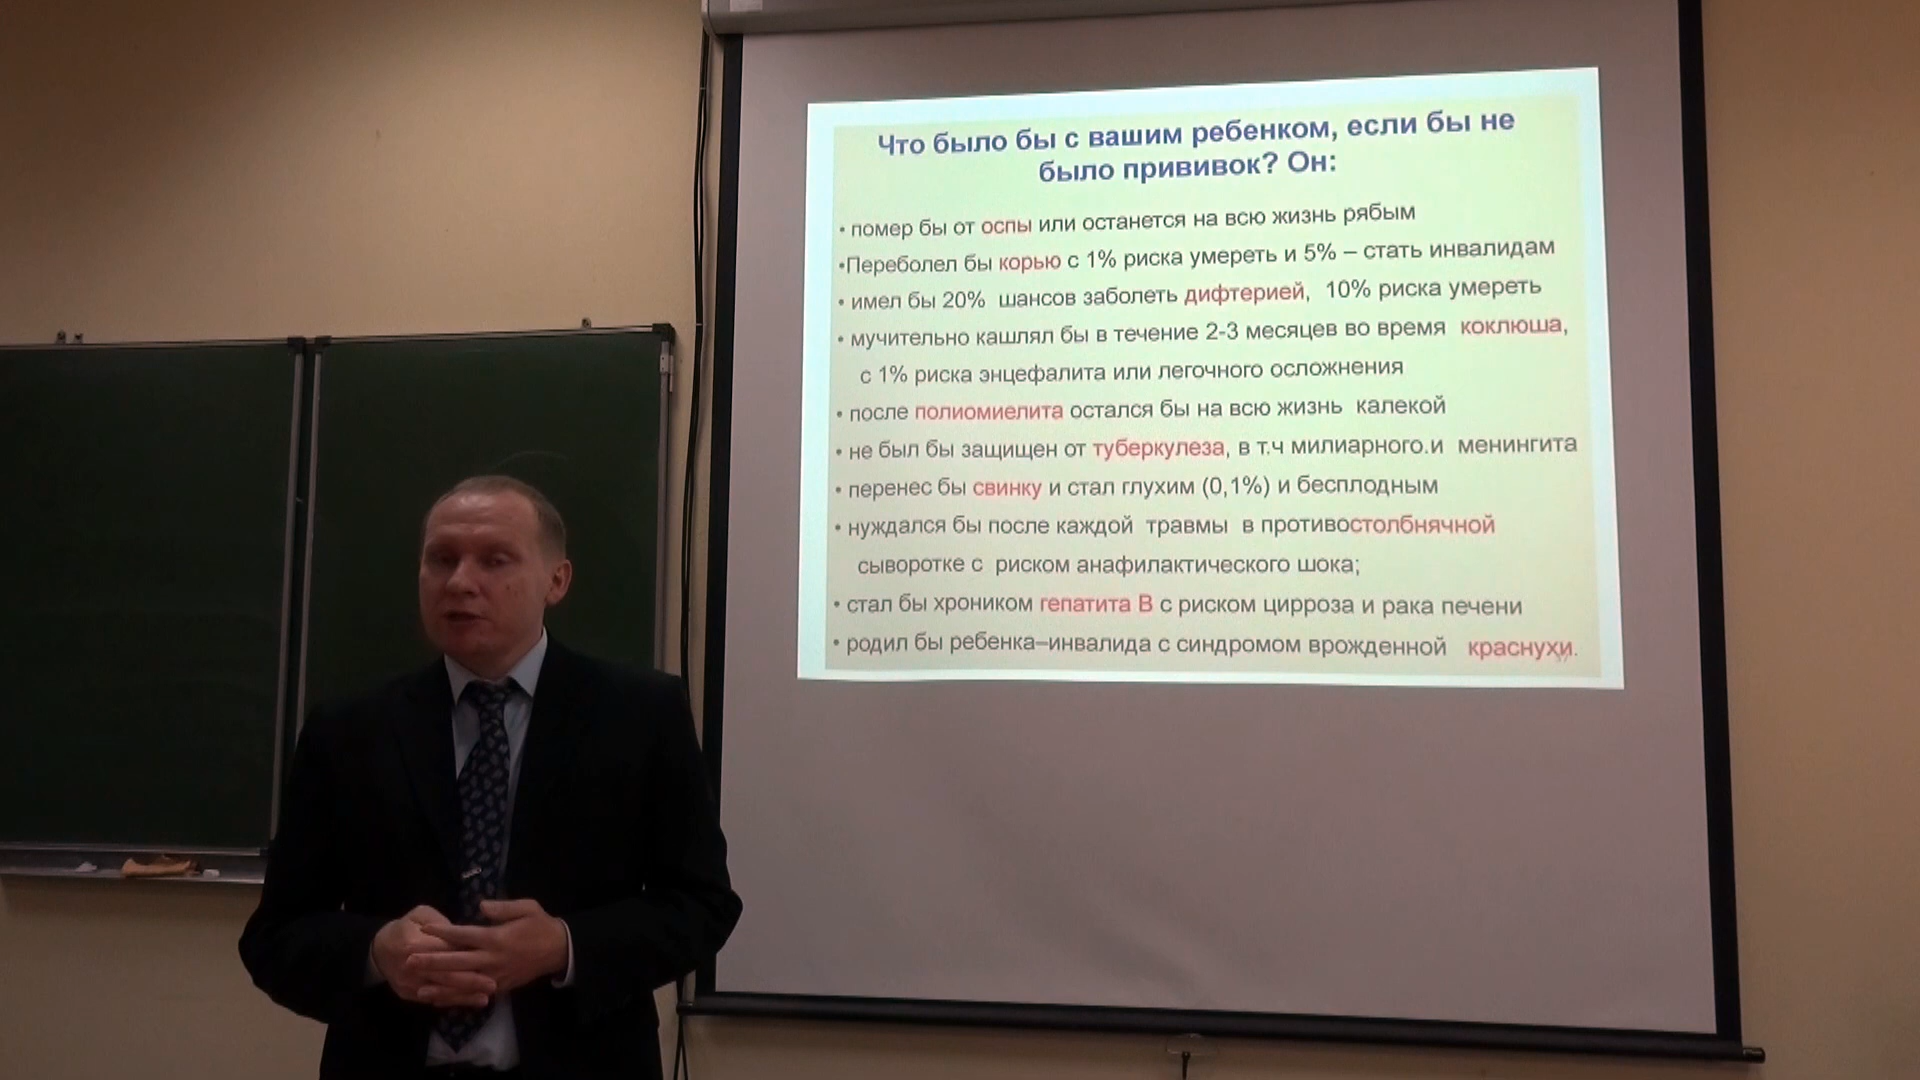 Что было бы с вашим ребенком, если бы не
было прививок? Он:
• помер бы от оспы или останется на всю жизнь рябым
•Переболел бы корью с 1% риска умереть и 5% – стать инвалидам
• имел бы 20% шансов заболеть дифтерией, 10% риска умереть
• мучительно кашлял бы в течение 2-3 месяцев во время коклюша,
с 1% риска энцефалита или легочного осложнения
• после полиомиелита остался бы на всю жизнь калекой
• не был бы защищен от туберкулеза, в т.ч милиарного.и менингита
• перенес бы свинку и стал глухим (0,1%) и бесплодным
• нуждался бы после каждой травмы в противостолбнячной
сыворотке с риском анафилактического шока;
• стал бы хроником гепатита В с риском цирроза и рака печени
• родил бы ребенка–инвалида с синдромом врожденной краснухи.